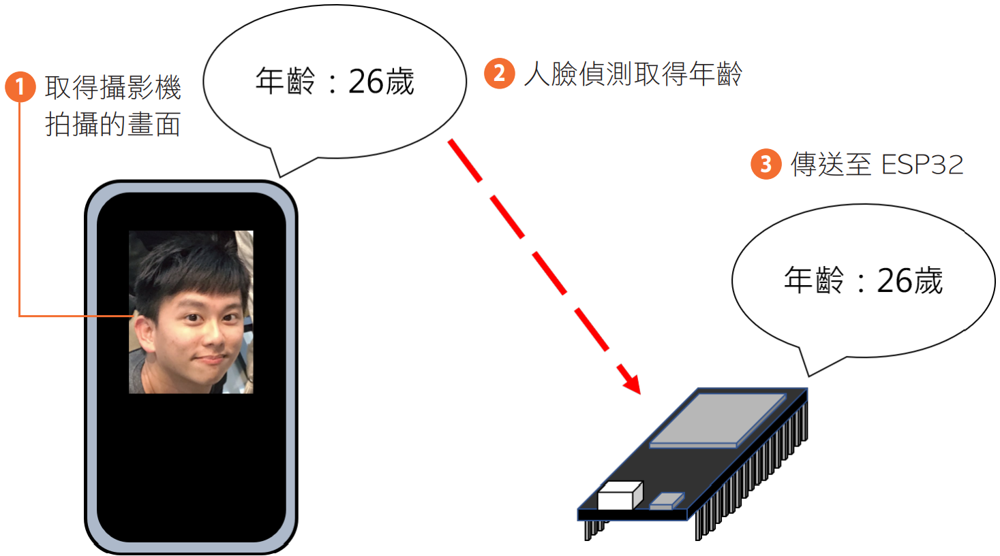 1 取得攝影機
拍攝的畫面
年齡：26歲
2 人臉偵測取得年齡
3 傳送至 ESP32
年齡：26歲